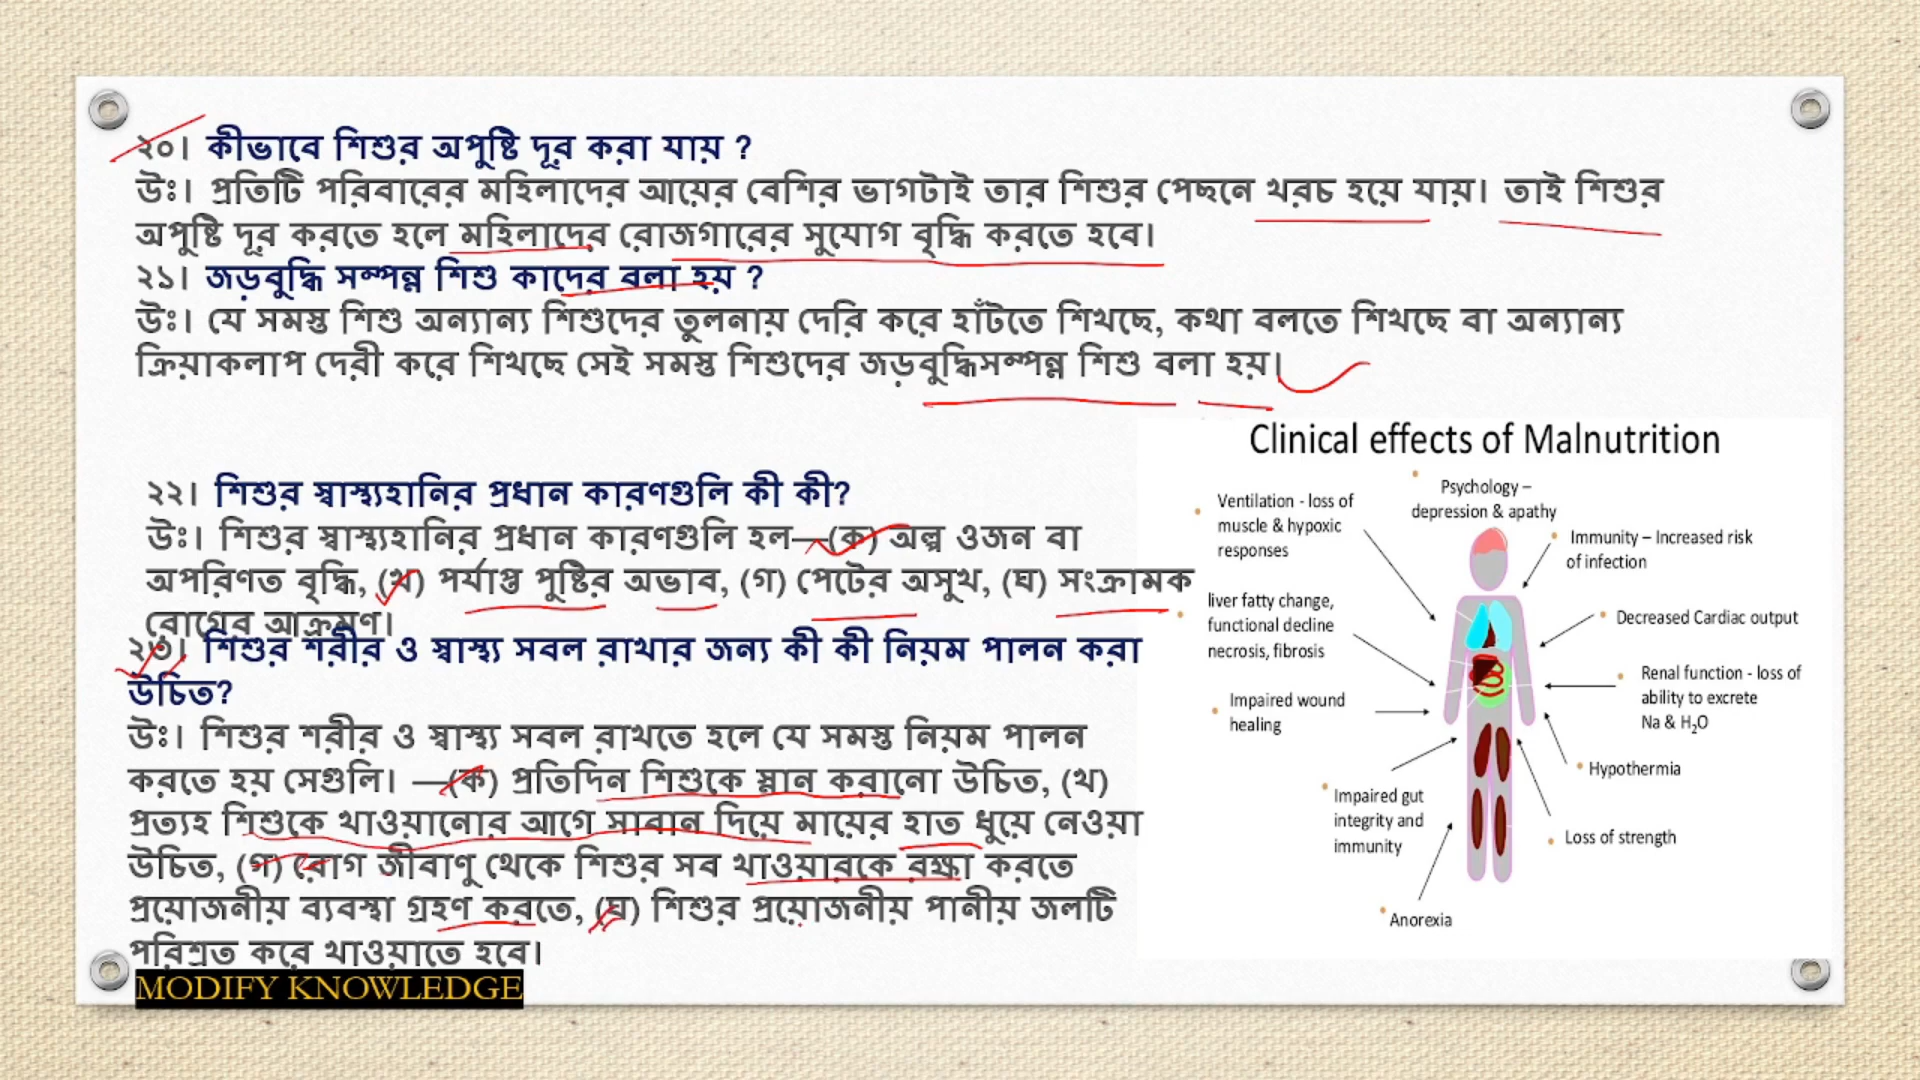 ২০। কীভাবে শিশুর অপুষ্টি দূর করা যায় ?
উঃ। প্রতিটি পরিবারের মহিলাদের আয়ের বেশির ভাগটাই তার শিশুর পেছনে খরচ হয়ে যায়। তাই শিশুর
অপুষ্টি দূর করতে হলে মহিলাদের রোজগারের সুযোগ বৃদ্ধি করতে হবে।
২১। জড়বুদ্ধি সম্পন্ন শিশু কাদের বলা হয় ?
উঃ। যে সমস্ত শিশু অন্যান্য শিশুদের তুলনায় দেরি করে হাঁটতে শিখছে, কথা বলতে শিখছে বা অন্যান্য
ক্রিয়াকলাপ দেরী করে শিখছে সেই সমস্ত শিশুদের জড়বুদ্ধিসম্পন্ন শিশু বলা হয়।
২২। শিশুর স্বাস্থ্যহানির প্রধান কারণগুলি কী কী?
উঃ। শিশুর স্বাস্থ্যহানির প্রধান কারণগুলি হল—(ক) অল্প ওজন বা
অপরিণত বৃদ্ধি, (খ) পর্যাপ্ত পুষ্টির অভাব, (গ) পেটের অসুখ, (ঘ) সংক্রামক
রোগের আক্রমণ।
২৩। শিশুর শরীর ও স্বাস্থ্য সবল রাখার জন্য কী কী নিয়ম পালন করা
উচিত?
উঃ। শিশুর শরীর ও স্বাস্থ্য সবল রাখতে হলে যে সমস্ত নিয়ম পালন
করতে হয় সেগুলি। —(ক) প্রতিদিন শিশুকে স্নান করানো উচিত, (খ)
প্রত্যহ শিশুকে খাওয়ানোর আগে সাবান দিয়ে মায়ের হাত ধুয়ে নেওয়া
উচিত, (গ) রোগ জীবাণু থেকে শিশুর সব খাওয়ারকে রক্ষা করতে
প্রয়োজনীয় ব্যবস্থা গ্রহণ করতে, (ঘ) শিশুর প্রয়োজনীয় পানীয় জলটি
পরিশ্রুত করে খাওয়াতে হবে।
MODIFY KNOWLEDGE
Clinical effects of Malnutrition
Psychology –
depression & apathy
Ventilation - loss of
muscle & hypoxic
responses
Immunity – Increased risk
of infection
liver fatty change,
functional decline
necrosis, fibrosis
Decreased Cardiac output
Renal function - loss of
ability to excrete
Na & H₂O
Impaired wound
healing
Hypothermia
Impaired gut
integrity and
immunity
Loss of strength
Anorexia